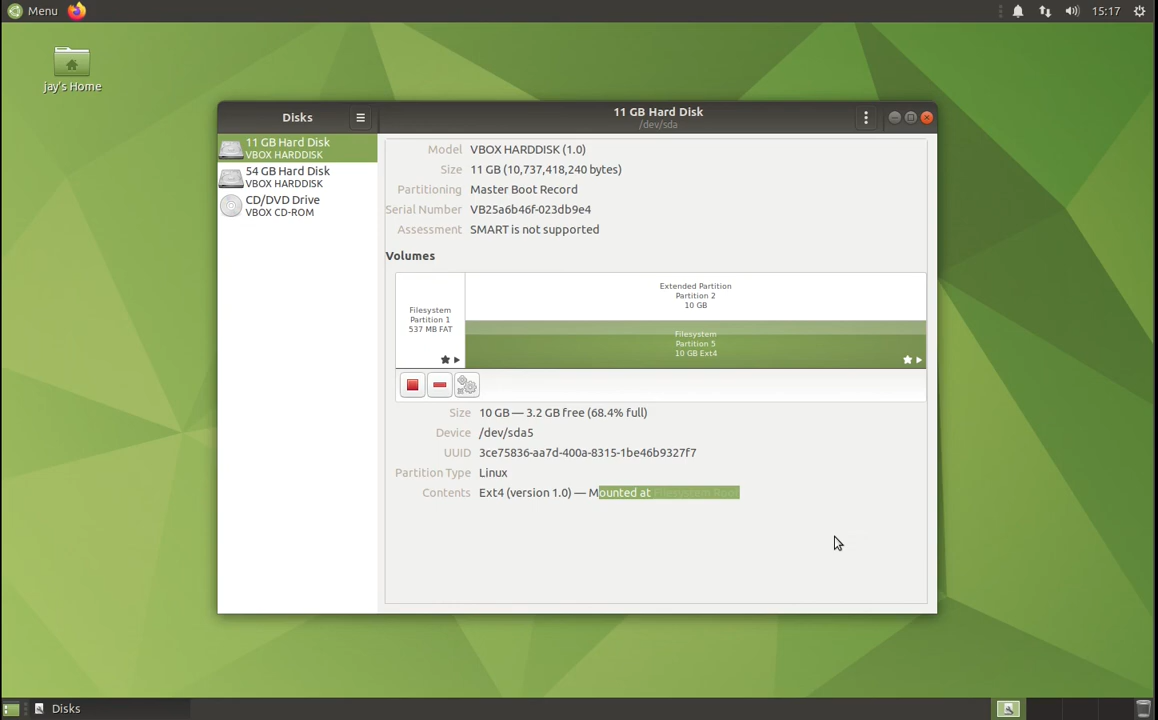 Menu
15:17
jay's Home
Disks
11 GB Hard Disk
/dev/sda
11 GB Hard Disk
VBOX HARDDISK
54 GB Hard Disk
VBOX HARDDISK
CD/DVD Drive
VBOX CD-ROM
Model VBOX HARDDISK (1.0)
Size 11 GB (10,737,418,240 bytes)
Partitioning Master Boot Record
Serial Number VB25a6b46f-023db9e4
Assessment SMART is not supported
Volumes
Filesystem
Partition 1
537 MB FAT
Extended Partition
Partition 2
10 GB
Filesystem
Partition 5
10 GB Ext4
Size 10 GB — 3.2 GB free (68.4% full)
Device /dev/sda5
UUID 3ce75836-aa7d-400a-8315-1be46b9327f7
Partition Type Linux
Contents Ext4 (version 1.0) — Mounted at Filesystem Root
Disks